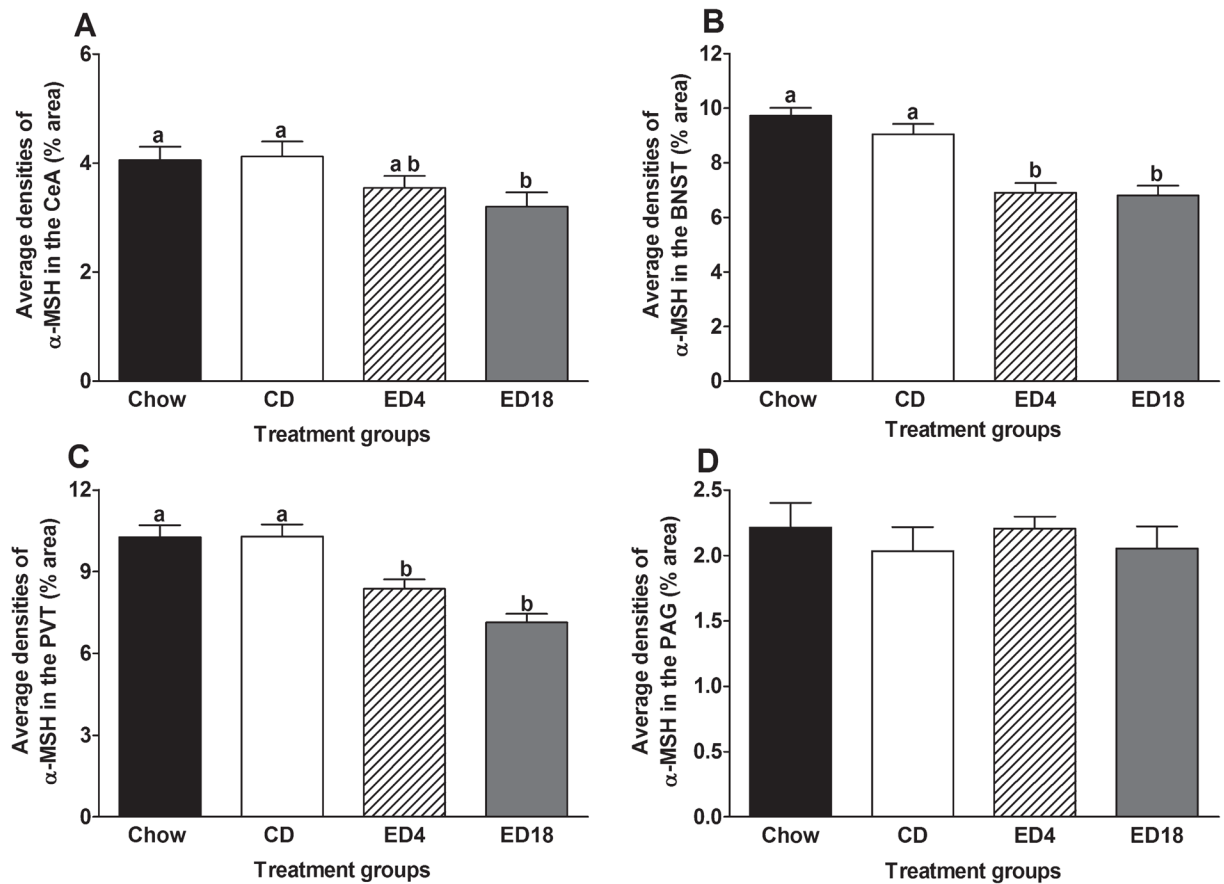 A
Average densities of
α-MSH in the CeA (% area)
6
4
2
0
a
a
a b
b
Chow
CD
ED4
ED18
Treatment groups
B
Average densities of
α-MSH in the BNST (% area)
12
10
8
6
4
2
0
a
a
b
b
Chow
CD
ED4
ED18
Treatment groups
C
Average densities of
α-MSH in the PVT (% area)
12
9
6
3
0
a
a
b
b
Chow
CD
ED4
ED18
Treatment groups
D
Average densities of
α-MSH in the PAG (% area)
2.5
2.0
1.5
1.0
0.5
0.0
Chow
CD
ED4
ED18
Treatment groups